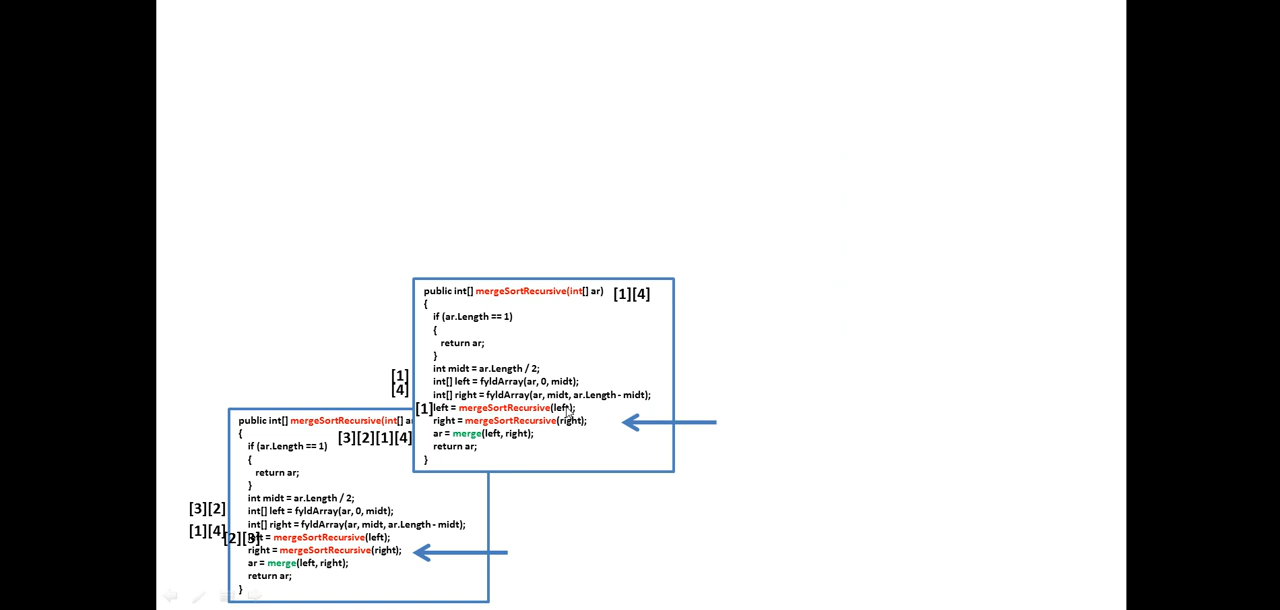 public int[] mergeSortRecursive(int[] ar) [1][4]
{
if (ar.Length == 1)
{
return ar;
}
int midt = ar.Length / 2;
int[] left = fyldArray(ar, 0, midt);
int[] right = fyldArray(ar, midt, ar.Length - midt);
left = mergeSortRecursive(left);
right = mergeSortRecursive(right);
ar = merge(left, right);
return ar;
}
[1]
4]
[1]
public int[] mergeSortRecursive(int[] a
{
[3][2][1][4]
if (ar.Length == 1)
{
return ar;
}
int midt = ar.Length / 2;
int[] left = fyldArray(ar, 0, midt);
int[] right = fyldArray(ar, midt, ar.Length - midt);
= mergeSortRecursive(left);
right = mergeSortRecursive(right);
ar = merge(left, right);
return ar;
}
[3][2]
[1][4]
[2][3]